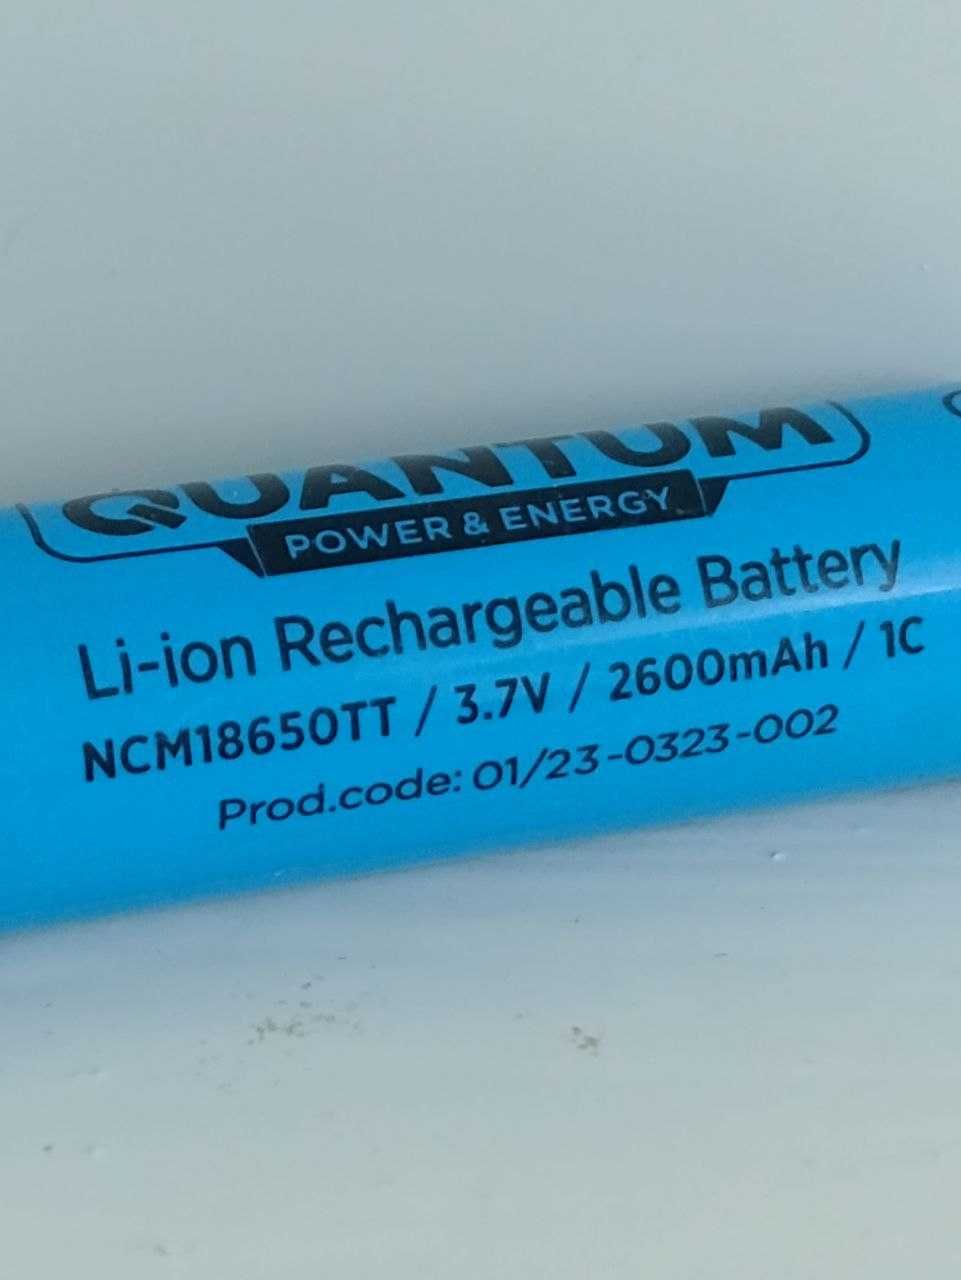 QUANTUM
POWER & ENERGY
Li-ion Rechargeable Battery
NCM18650TT / 3.7V / 2600mAh / 1C
Prod.code: 01/23-0323-002